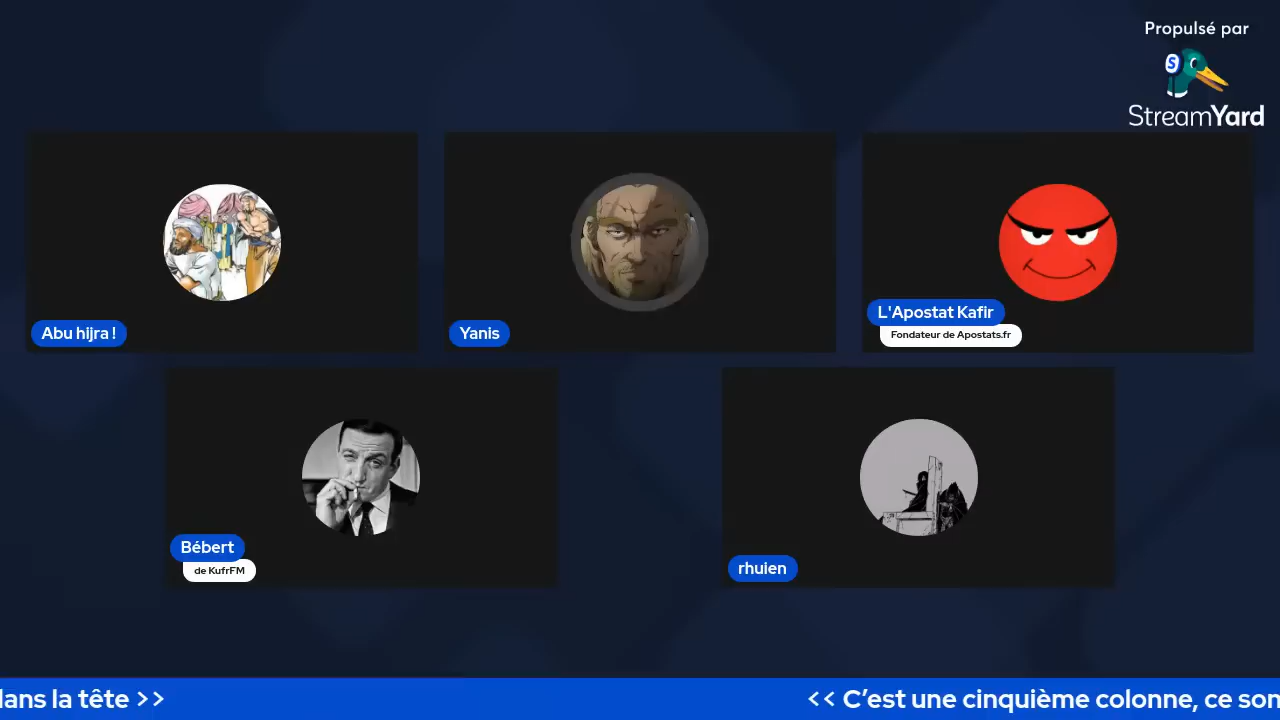 Propulsé par
S
StreamYard
Abu hijra !
Yanis
L'Apostat Kafir
Fondateur de Apostats.fr
Bébert
de KufrFM
rhuien
dans la tête >>
<< C’est une cinquième colonne, ce son